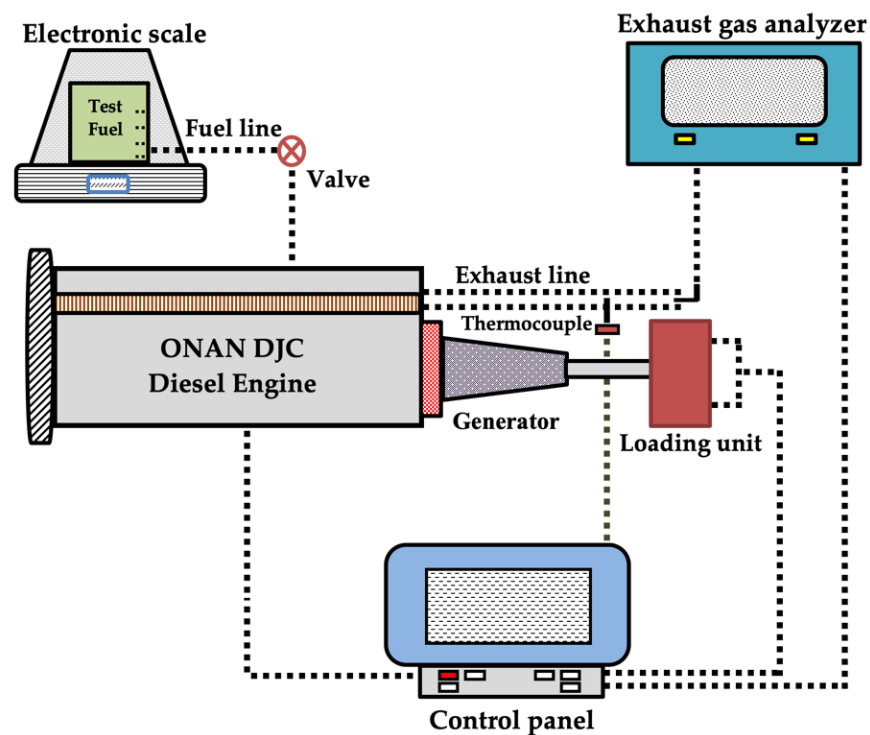 Electronic scale
Exhaust gas analyzer
Test
Fuel
Fuel line
Valve
Exhaust line
Thermocouple
ONAN DJC
Diesel Engine
Generator
Loading unit
Control panel